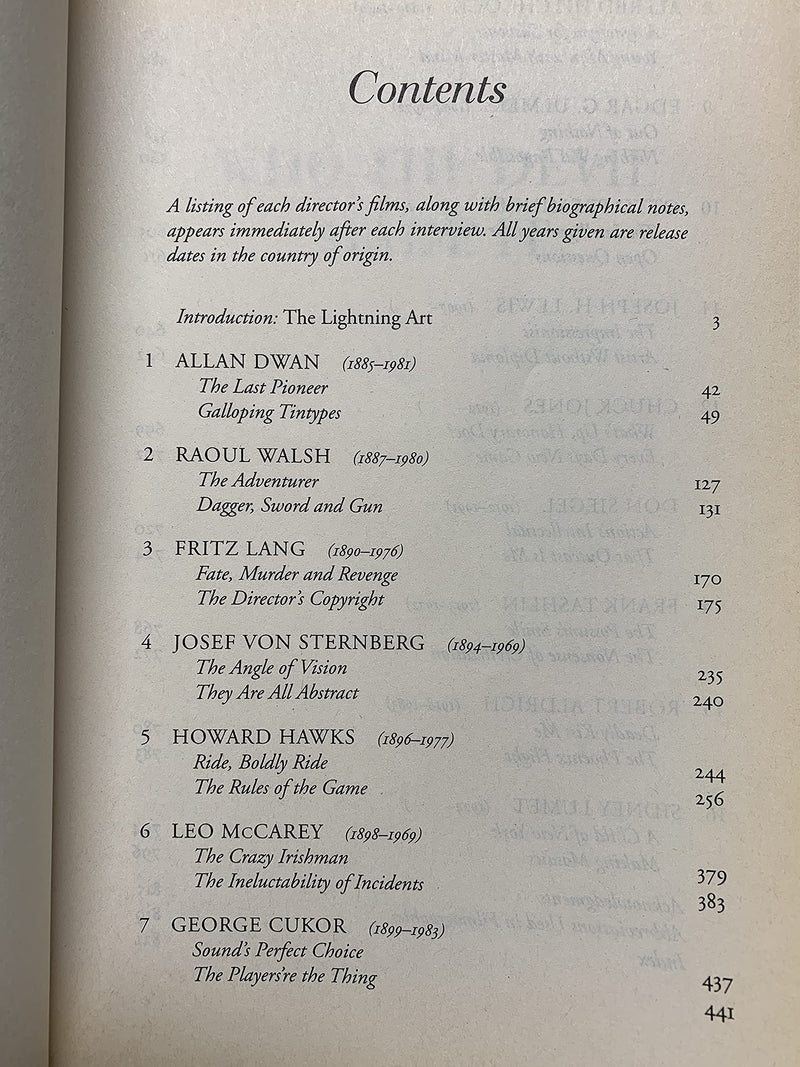 Contents
A listing of each director's films, along with brief biographical notes,
appears immediately after each interview. All years given are release
dates in the country of origin.
Introduction: The Lightning Art 3
1 ALLAN DWAN (1885–1981)
The Last Pioneer 42
Galloping Tintypes 49
2 RAOUL WALSH (1887–1980)
The Adventurer 127
Dagger, Sword and Gun 131
3 FRITZ LANG (1890–1976)
Fate, Murder and Revenge 170
The Director's Copyright 175
4 JOSEF VON STERNBERG (1894–1969)
The Angle of Vision 235
They Are All Abstract 240
5 HOWARD HAWKS (1896–1977)
Ride, Boldly Ride 244
The Rules of the Game 256
6 LEO McCAREY (1898–1969)
The Crazy Irishman 379
The Ineluctability of Incidents 383
7 GEORGE CUKOR (1899–1983)
Sound's Perfect Choice 437
The Players're the Thing 441